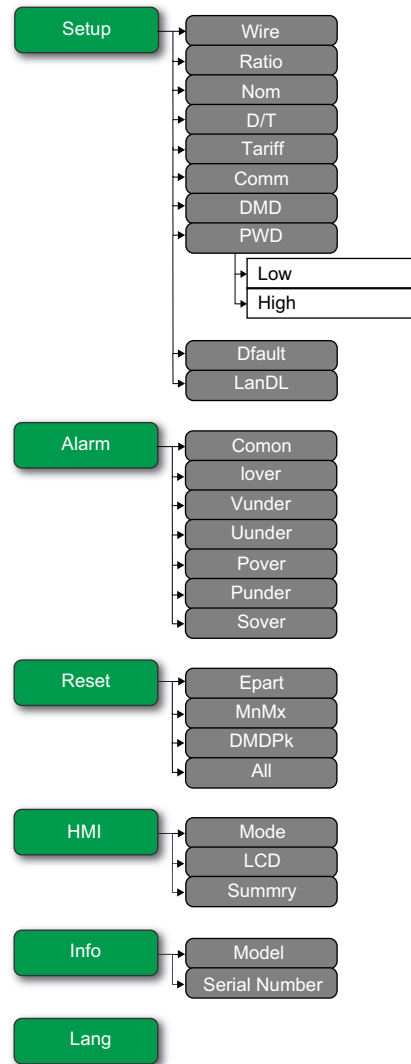 Setup
Wire
Ratio
Nom
D/T
Tariff
Comm
DMD
PWD
Low
High
Dfault
LanDL
Alarm
Comon
Iover
Vunder
Uunder
Pover
Punder
Sover
Reset
Epart
MnMx
DMDPk
All
HMI
Mode
LCD
Summry
Info
Model
Serial Number
Lang